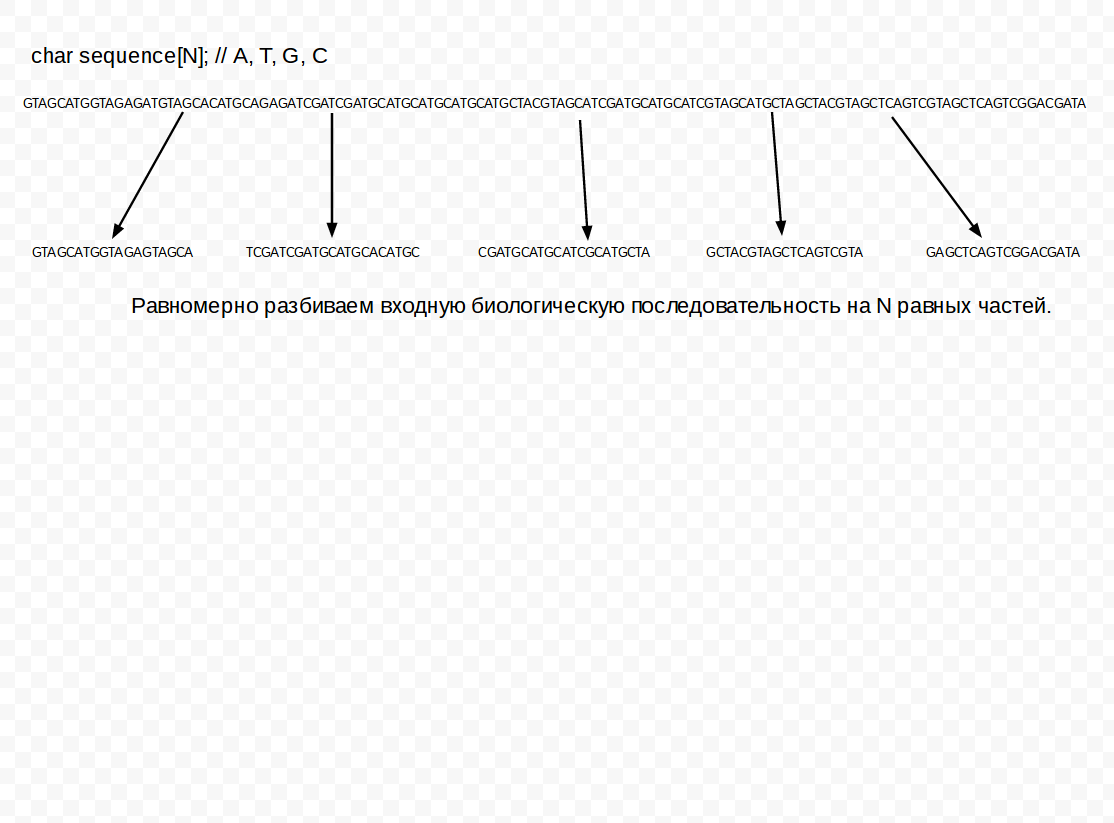 char sequence[N]; // A, T, G, C
GTAGCATGGTAGAGATGTAGCACATGCAGAGATCGATCGATGCATGCATGCATGCATGCTACGTAGCATCGATGCATGCATCGTAGCATGCTAGCTACGTAGCTCAGTCGTAGCTCAGTCGGACGATA
GTAGCATGGTAGAGTAGCA TCGATCGATGCATGCACATGC CGATGCATGCATCGCATGCTA GCTACGTAGCTCAGTCGTA GAGCTCAGTCGGACGATA
Равномерно разбиваем входную биологическую последовательность на N равных частей.